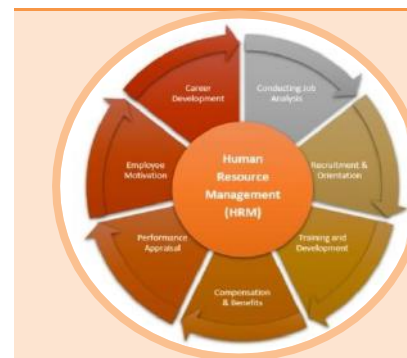 Human
Resource
Management
(HRM)
Conducting Job
Analysis
Recruitment &
Orientation
Training and
Development
Compensation
& Benefits
Performance
Appraisal
Employee
Motivation
Career
Development